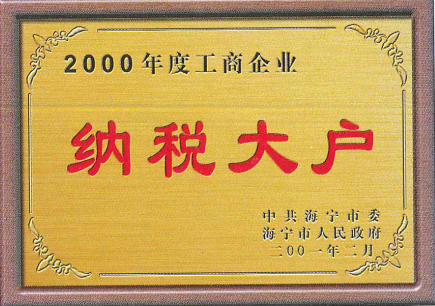 2000年度工商企业
纳税大户
中共海宁市委
海宁市人民政府
二00一年二月